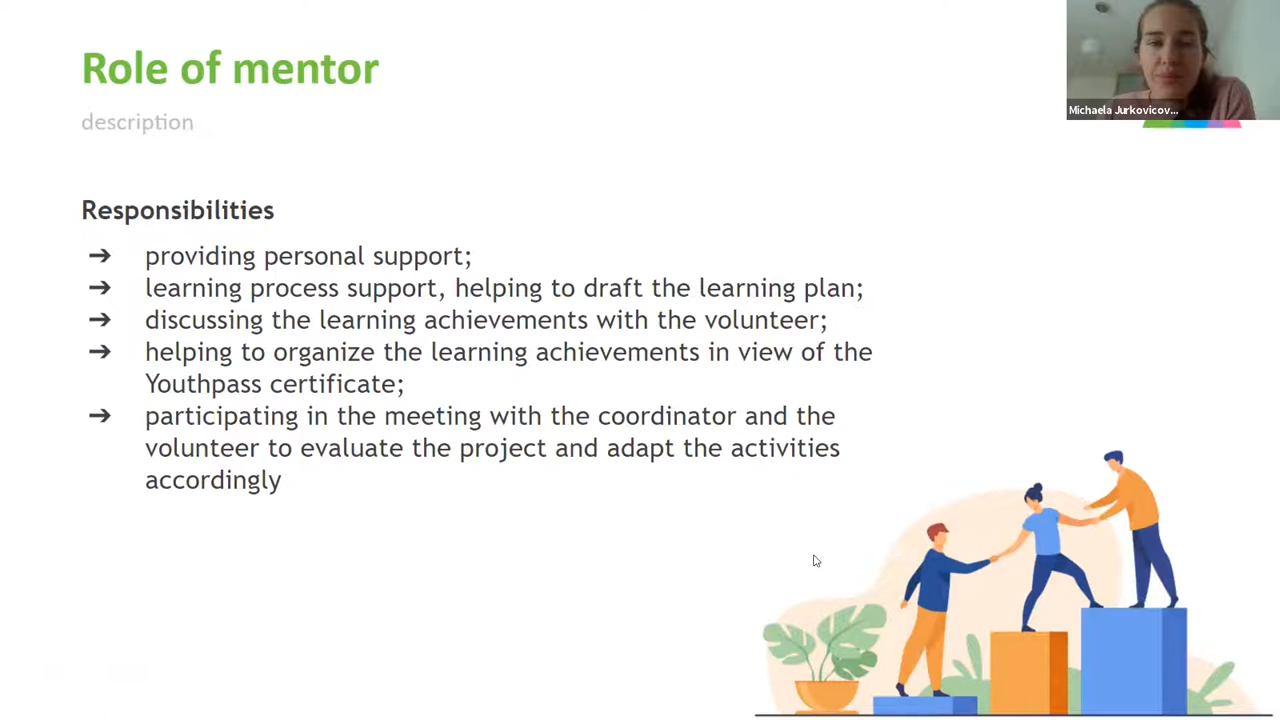 Role of mentor
description
Michaela Jurkovicov...
Responsibilities
➔ providing personal support;
➔ learning process support, helping to draft the learning plan;
➔ discussing the learning achievements with the volunteer;
➔ helping to organize the learning achievements in view of the
Youthpass certificate;
➔ participating in the meeting with the coordinator and the
volunteer to evaluate the project and adapt the activities
accordingly